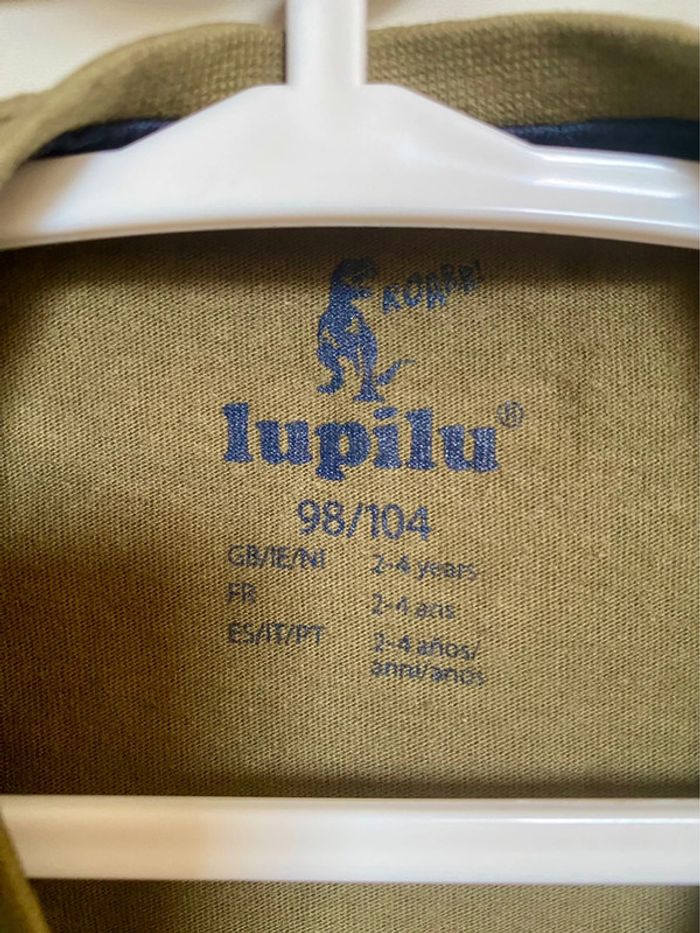 ROARR!
lupilu®
98/104
GB/IE/NI 2-4 years
FR 2-4 ans
ES/IT/PT 2-4 años/
anni/anos